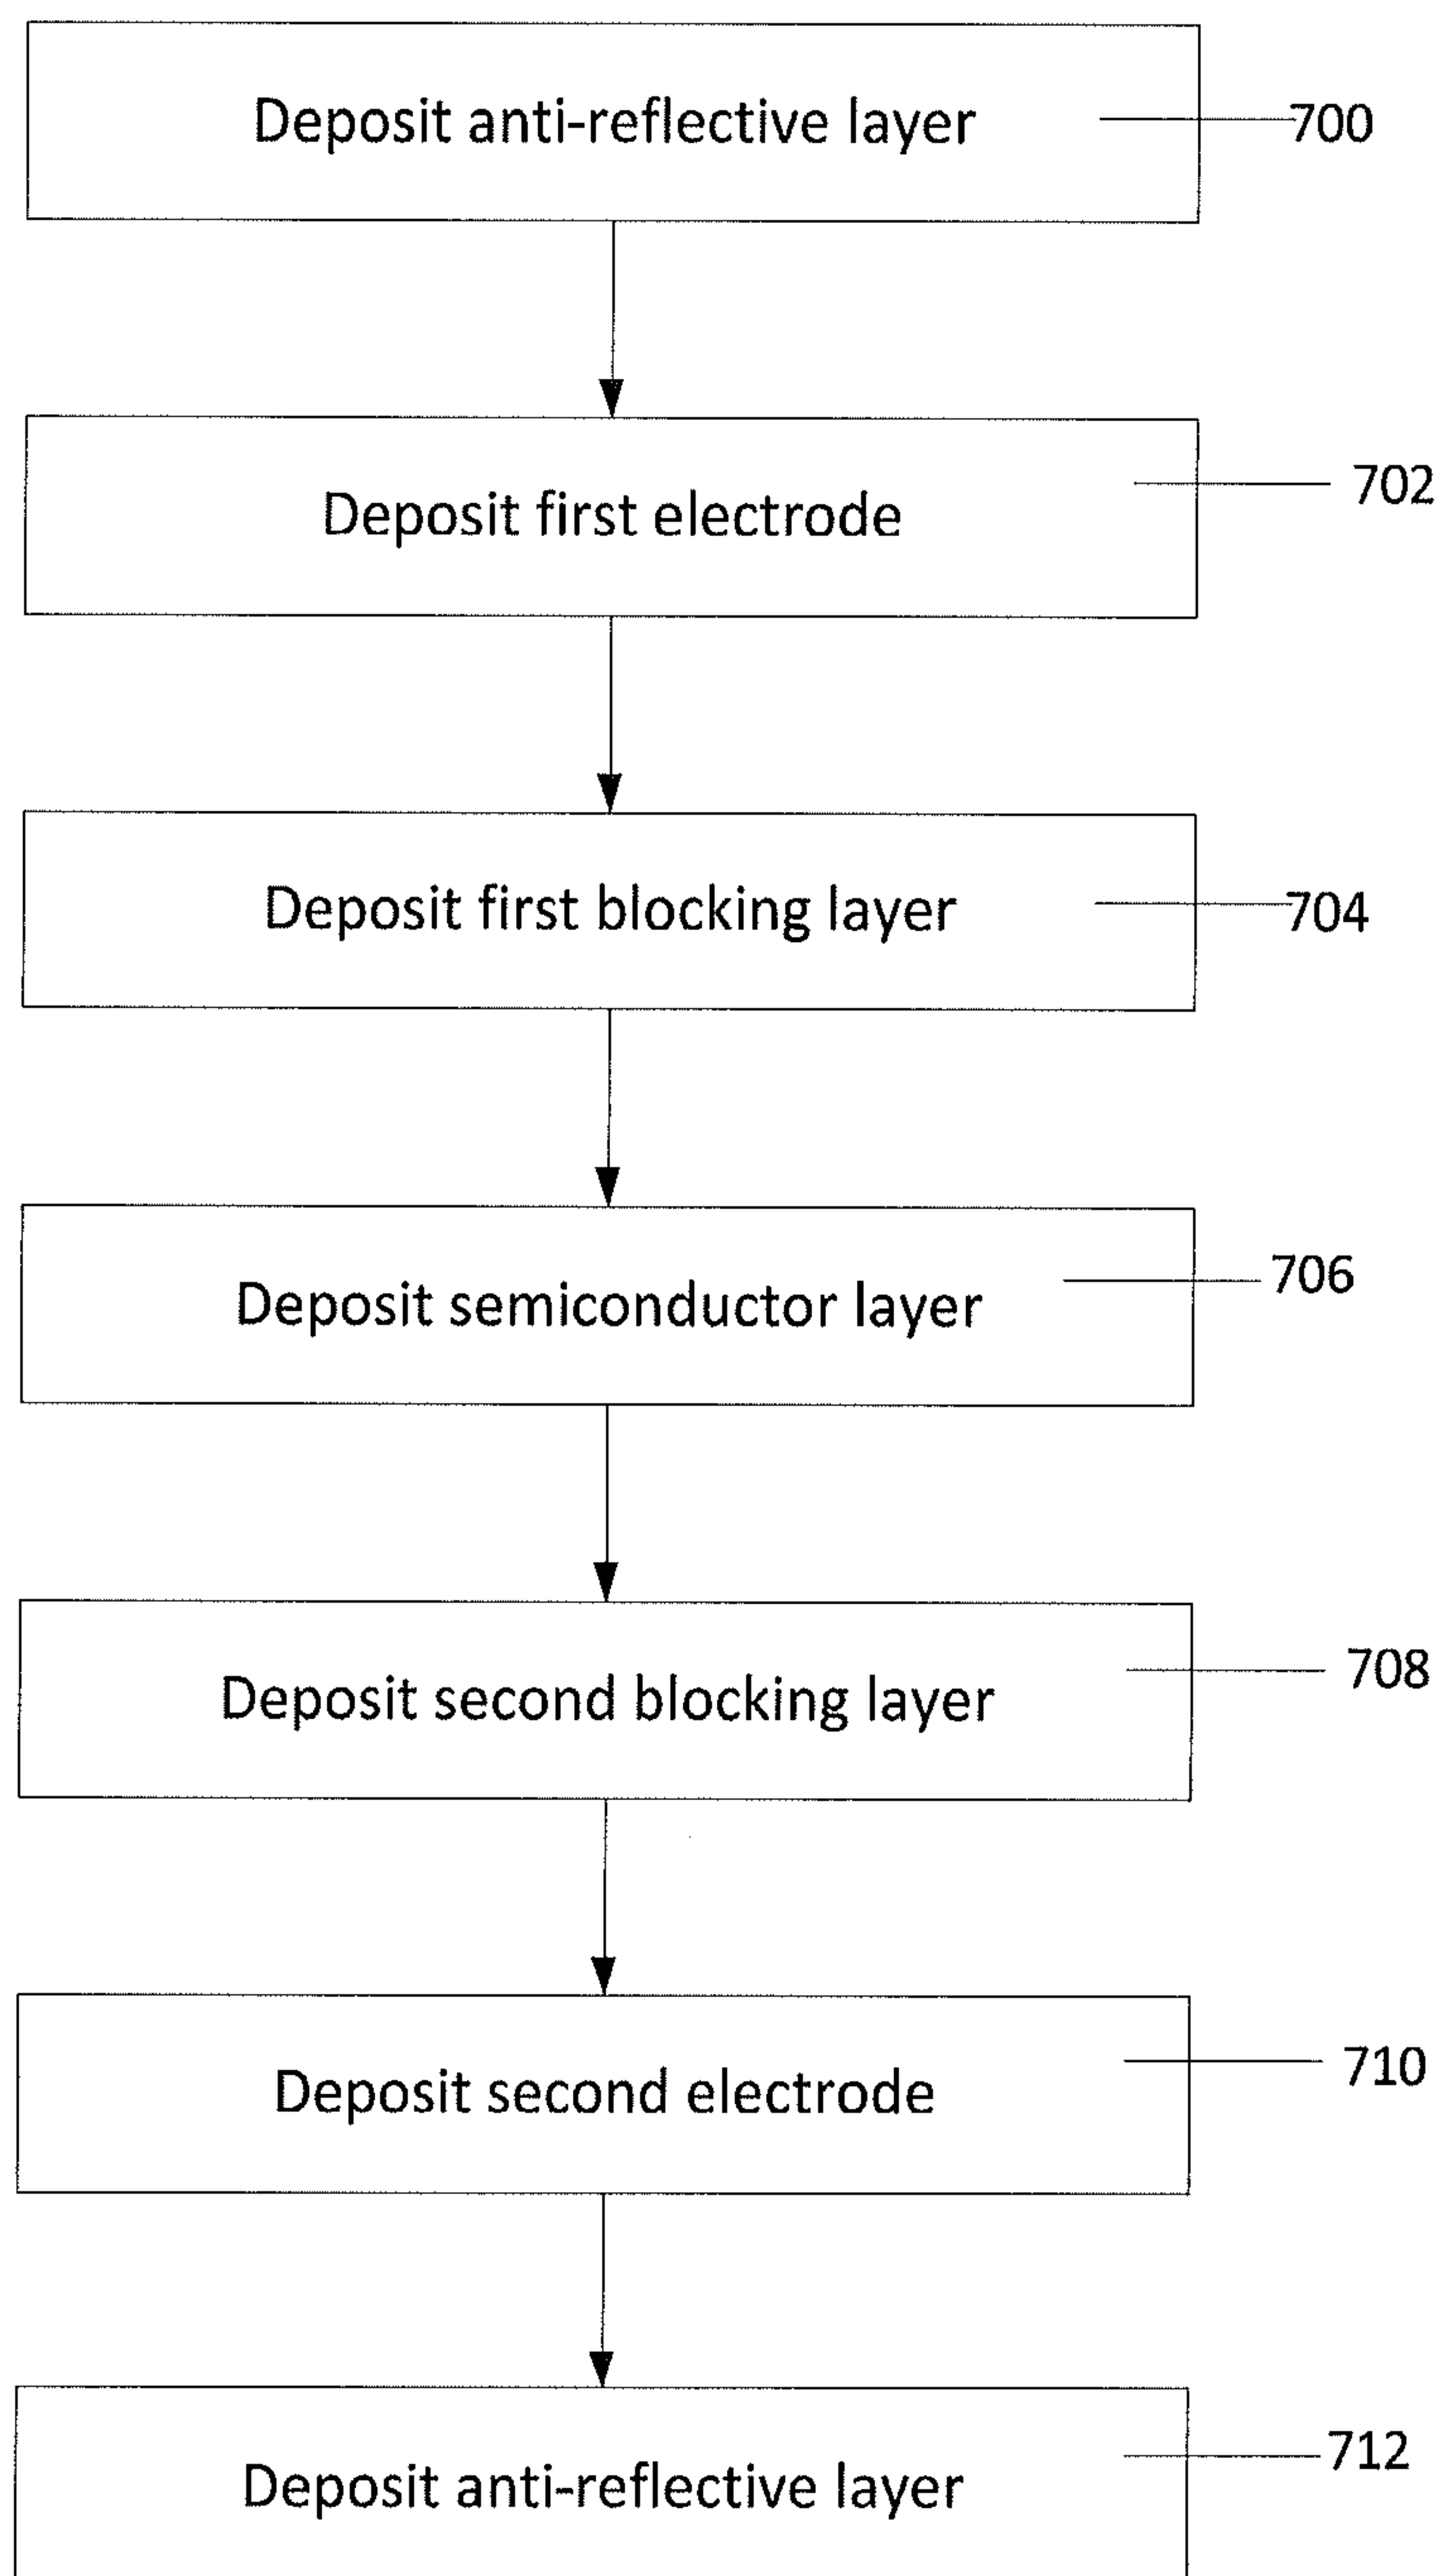 Deposit anti-reflective layer 700
Deposit first electrode 702
Deposit first blocking layer 704
Deposit semiconductor layer 706
Deposit second blocking layer 708
Deposit second electrode 710
Deposit anti-reflective layer 712